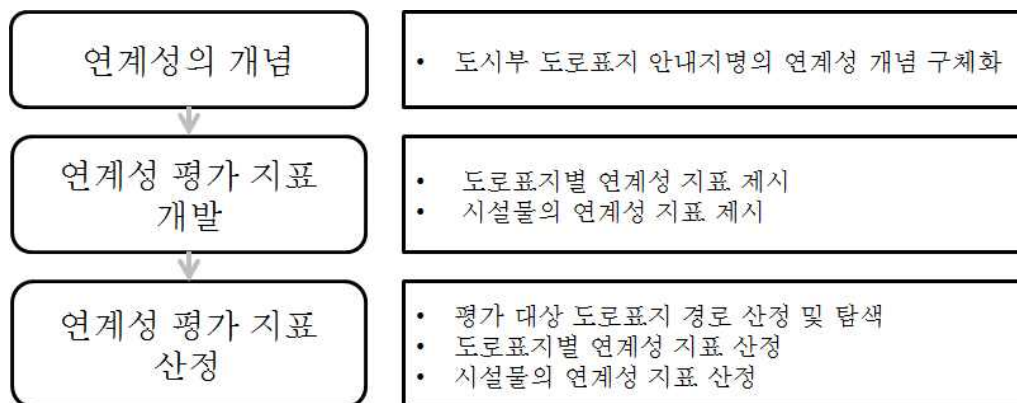 연계성의 개념
• 도시부 도로표지 안내지명의 연계성 개념 구체화
연계성 평가 지표
개발
• 도로표지별 연계성 지표 제시
• 시설물의 연계성 지표 제시
연계성 평가 지표
산정
• 평가 대상 도로표지 경로 산정 및 탐색
• 도로표지별 연계성 지표 산정
• 시설물의 연계성 지표 산정